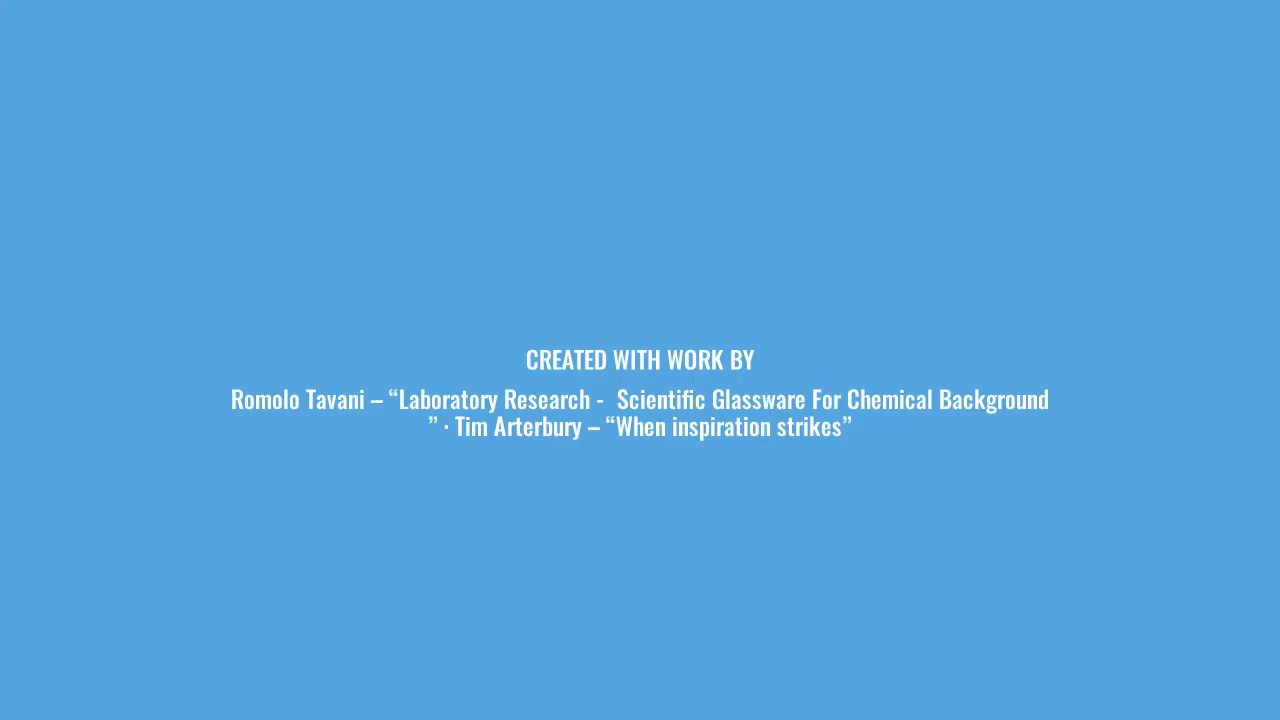 CREATED WITH WORK BY
Romolo Tavani – “Laboratory Research -  Scientific Glassware For Chemical Background
” · Tim Arterbury – “When inspiration strikes”